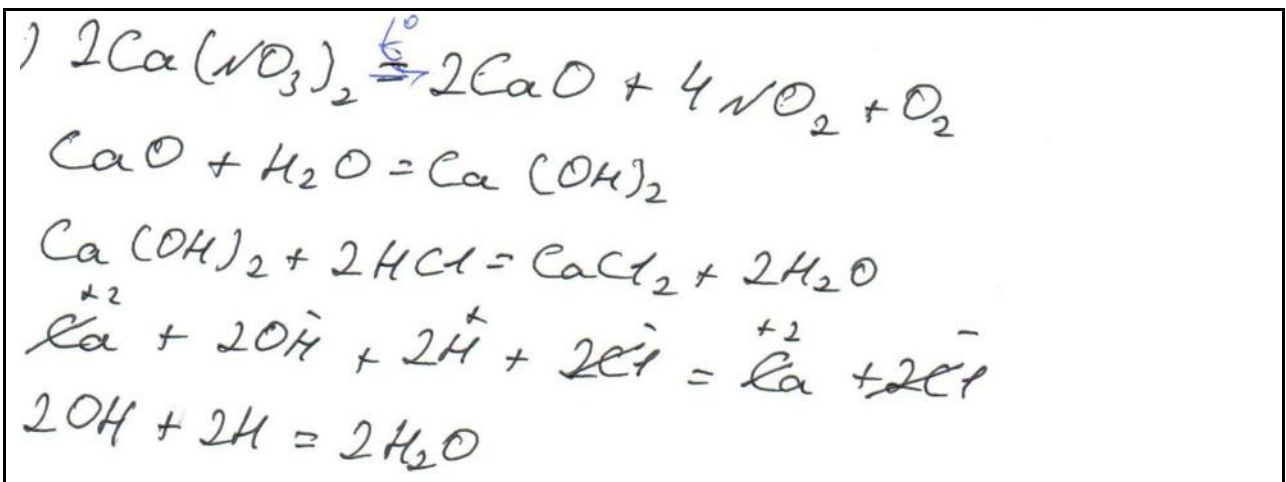 ) 2Ca(NO₃)₂ =t°→ 2CaO + 4NO₂ + O₂
CaO + H₂O = Ca(OH)₂
Ca(OH)₂ + 2HCl = CaCl₂ + 2H₂O
Ca⁺² + 2OH⁻ + 2H⁺ + 2Cl⁻ = Ca⁺² + 2Cl⁻
2OH + 2H = 2H₂O